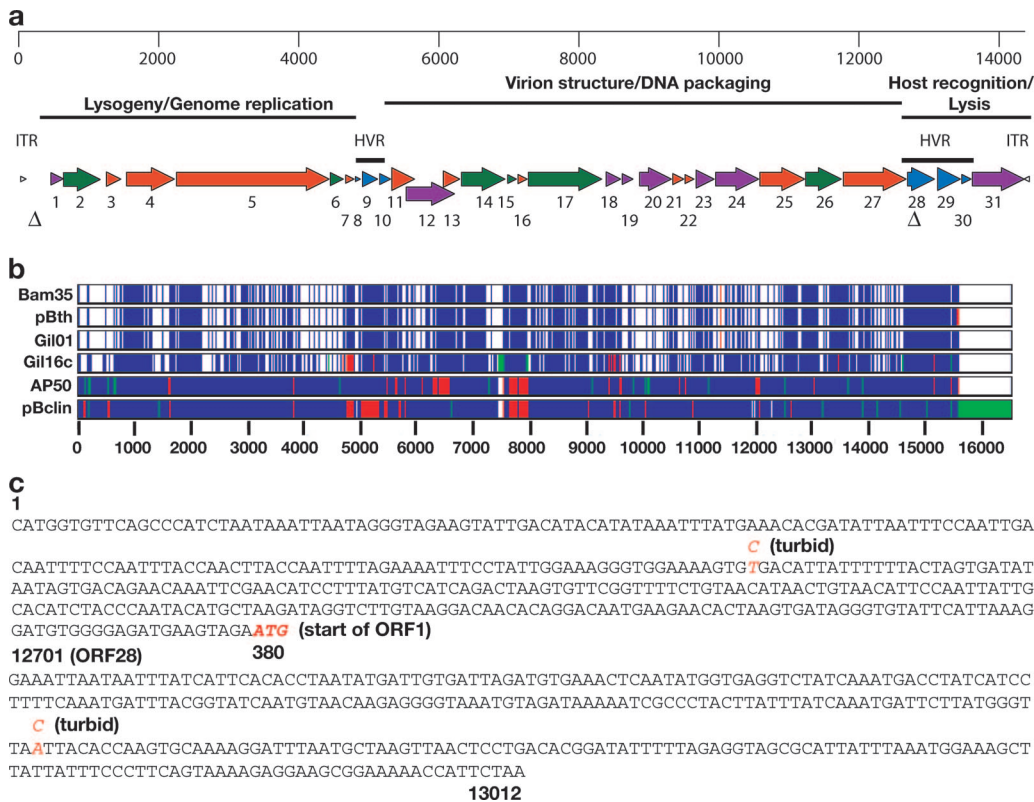 a
0 2000 4000 6000 8000 10000 12000 14000
Virion structure/DNA packaging
Host recognition/
Lysogeny/Genome replication
Lysis
ITR HVR HVR ITR
1 2 3 4 5 6 9 11 14 15 17 18 20 21 23 24 25 26 27 28 29 31
7 8 10 12 13 16 19 22 30
Δ Δ
b
Bam35
pBth
Gil01
Gil16c
AP50
pBclin
0 1000 2000 3000 4000 5000 6000 7000 8000 9000 10000 11000 12000 13000 14000 15000 16000
c
1
CATGGTGTTCAGCCCATCTAATAAATTAATAGGGTAGAAGTATTGACATACATATAAATTTATGAAACACGATATTAATTTCCAATTGA
C (turbid)
CAATTTTCCAATTTACCAACTTACCAATTTTAGAAAATTTCCTATTGGAAAGGGTGGAAAAGTGTGACATTATTTTTTACTAGTGATAT
AATAGTGACAGAACAAATTCGAACATCCTTTATGTCATCAGACTAAGTGTTCGGTTTTCTGTAACATAACTGTAACATTCCAATTATTG
CACATCTACCCAATACATGCTAAGATAGGTCTTGTAAGGACAACACAGGACAATGAAGAACACTAAGTGATAGGGTGTATTCATTAAAG
GATGTGGGGAGATGAAGTAGAATG (start of ORF1)
12701 (ORF28) 380
GAAATTAATAATTTATCATTCACACCTAATATGATTGTGATTAGATGTGAAACTCAATATGGTGAGGTCTATCAAATGACCTATCATCC
TTTTCAAATGATTTACGGTATCAATGTAACAAGAGGGGTAAATGTAGATAAAAATCGCCCTACTTATTTATCAAATGATTCTTATGGGT
C (turbid)
TAATTACACCAAGTGCAAAAGGATTTAATGCTAAGTTAACTCCTGACACGGATATTTTTAGAGGTAGCGCATTATTTAAATGGAAAGCT
TATTATTTCCCTTCAGTAAAAGAGGAAGCGGAAAAACCATTCTAA
13012